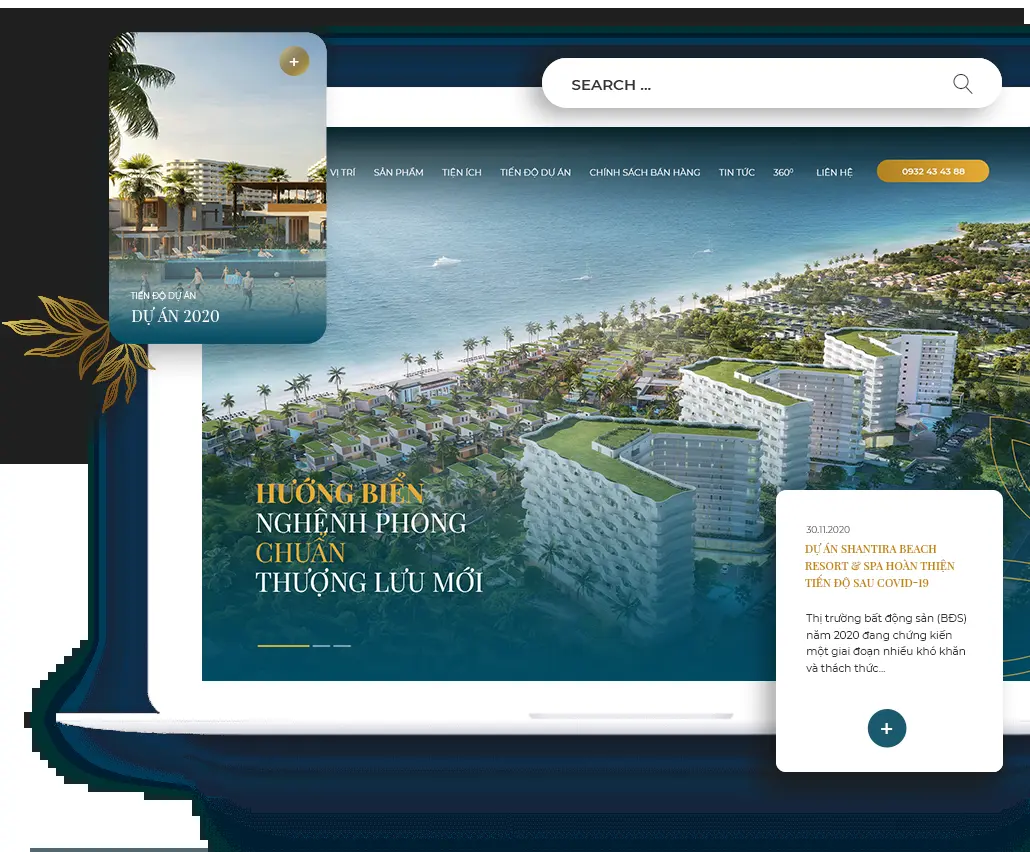 SEARCH ...
VỊ TRÍ SẢN PHẨM TIỆN ÍCH TIẾN ĐỘ DỰ ÁN CHÍNH SÁCH BÁN HÀNG TIN TỨC 360⁰ LIÊN HỆ 0932 43 43 88
TIẾN ĐỘ DỰ ÁN
DỰ ÁN 2020
HƯỚNG BIỂN
NGHÊNH PHONG
CHUẨN
THƯỢNG LƯU MỚI
30.11.2020
DỰ ÁN SHANTIRA BEACH
RESORT & SPA HOÀN THIỆN
TIẾN ĐỘ SAU COVID-19
Thị trường bất động sản (BĐS)
năm 2020 đang chứng kiến
một giai đoạn nhiều khó khăn
và thách thức...